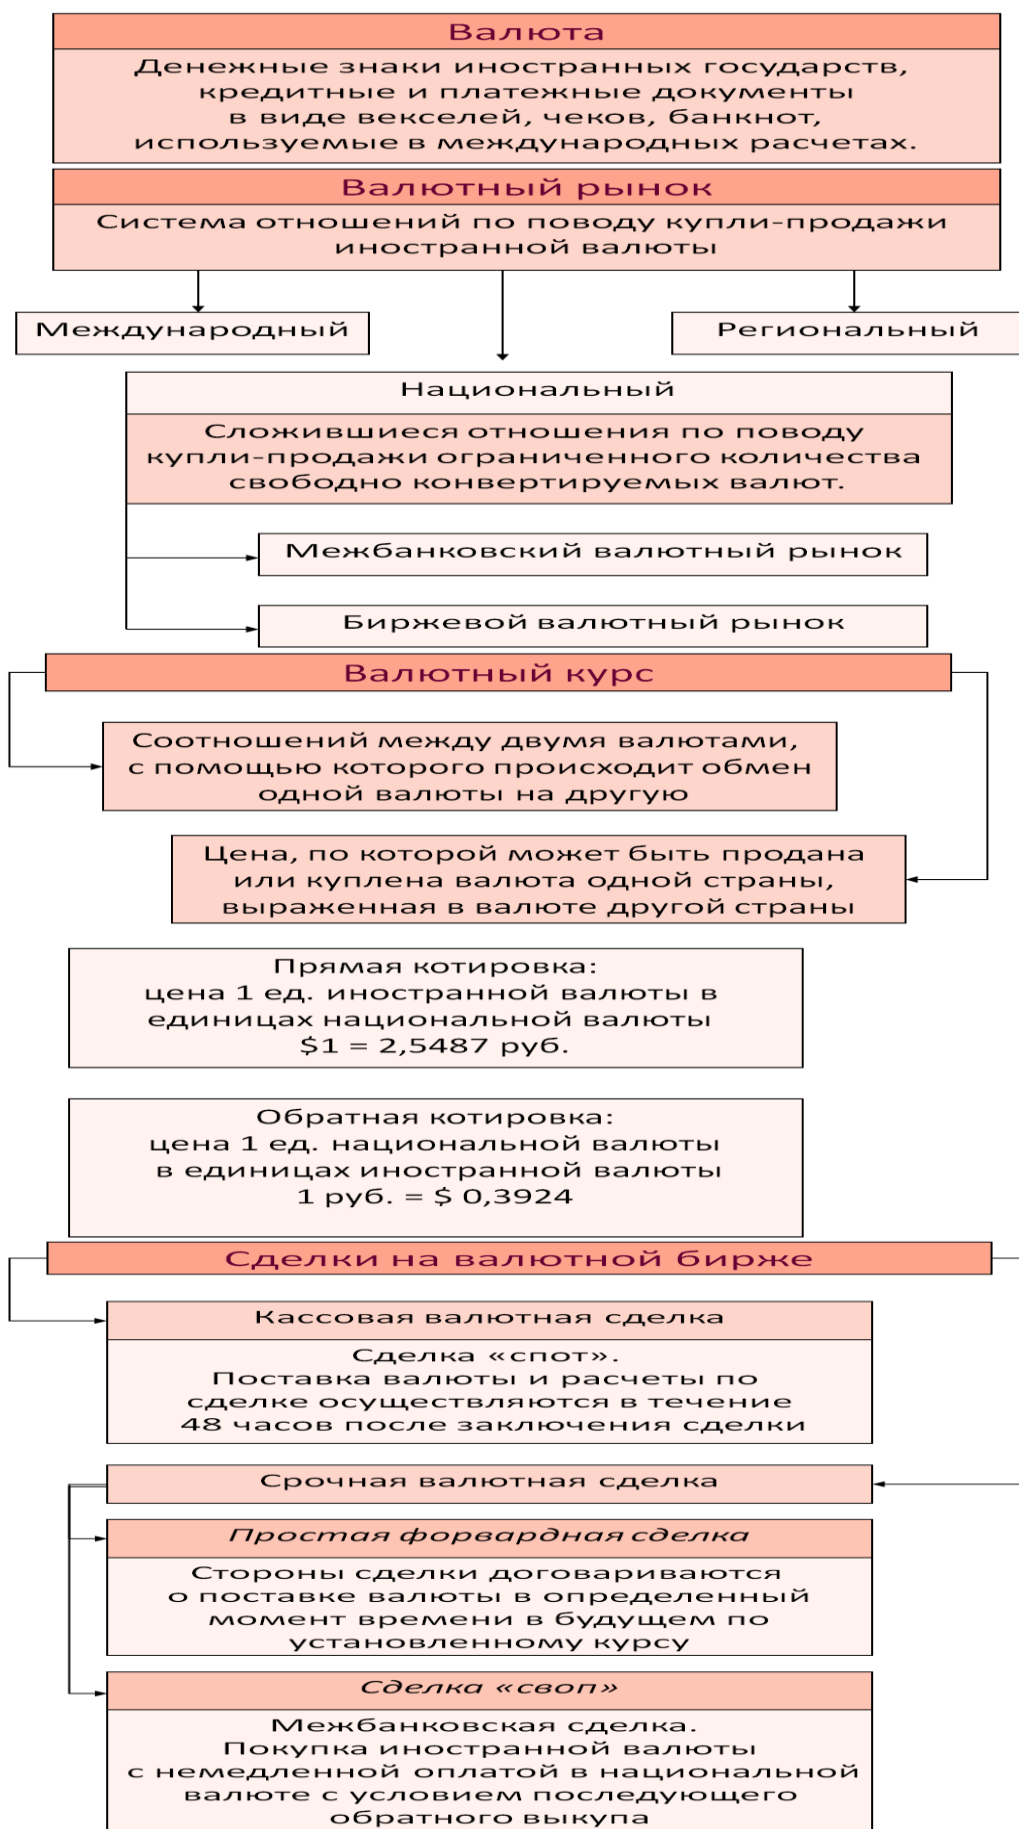 Валюта
Денежные знаки иностранных государств,
кредитные и платежные документы
в виде векселей, чеков, банкнот,
используемые в международных расчетах.
Валютный рынок
Система отношений по поводу купли-продажи
иностранной валюты
Международный
Региональный
Национальный
Сложившиеся отношения по поводу
купли-продажи ограниченного количества
свободно конвертируемых валют.
Межбанковский валютный рынок
Биржевой валютный рынок
Валютный курс
Соотношений между двумя валютами,
с помощью которого происходит обмен
одной валюты на другую
Цена, по которой может быть продана
или куплена валюта одной страны,
выраженная в валюте другой страны
Прямая котировка:
цена 1 ед. иностранной валюты в
единицах национальной валюты
$1 = 2,5487 руб.
Обратная котировка:
цена 1 ед. национальной валюты
в единицах иностранной валюты
1 руб. = $ 0,3924
Сделки на валютной бирже
Кассовая валютная сделка
Сделка «спот».
Поставка валюты и расчеты по
сделке осуществляются в течение
48 часов после заключения сделки
Срочная валютная сделка
Простая форвардная сделка
Стороны сделки договариваются
о поставке валюты в определенный
момент времени в будущем по
установленному курсу
Сделка «своп»
Межбанковская сделка.
Покупка иностранной валюты
с немедленной оплатой в национальной
валюте с условием последующего
обратного выкупа